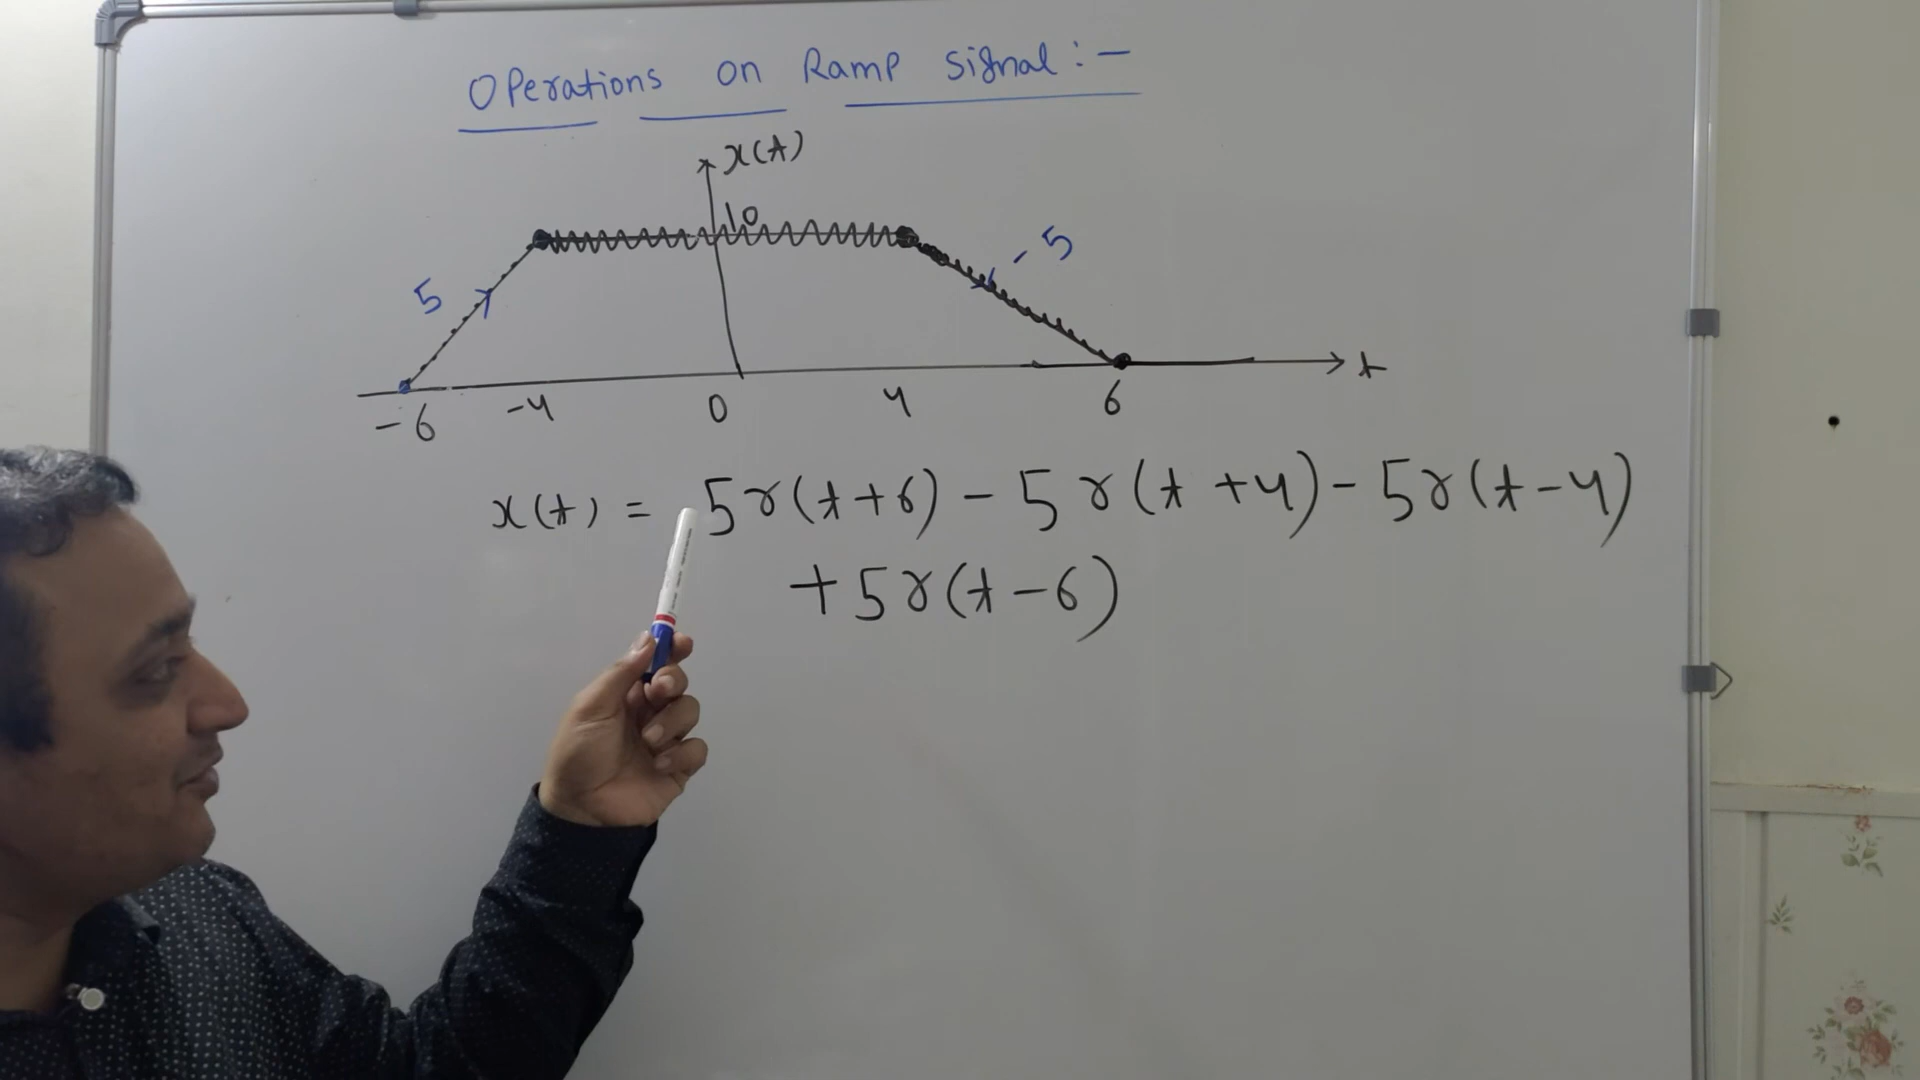 Operations on Ramp Signal :-
x(t)
10
5
-5
t
-6 -4 0 4 6
x(t) = 5r(t+6) - 5r(t+4) - 5r(t-4)
+ 5r(t-6)